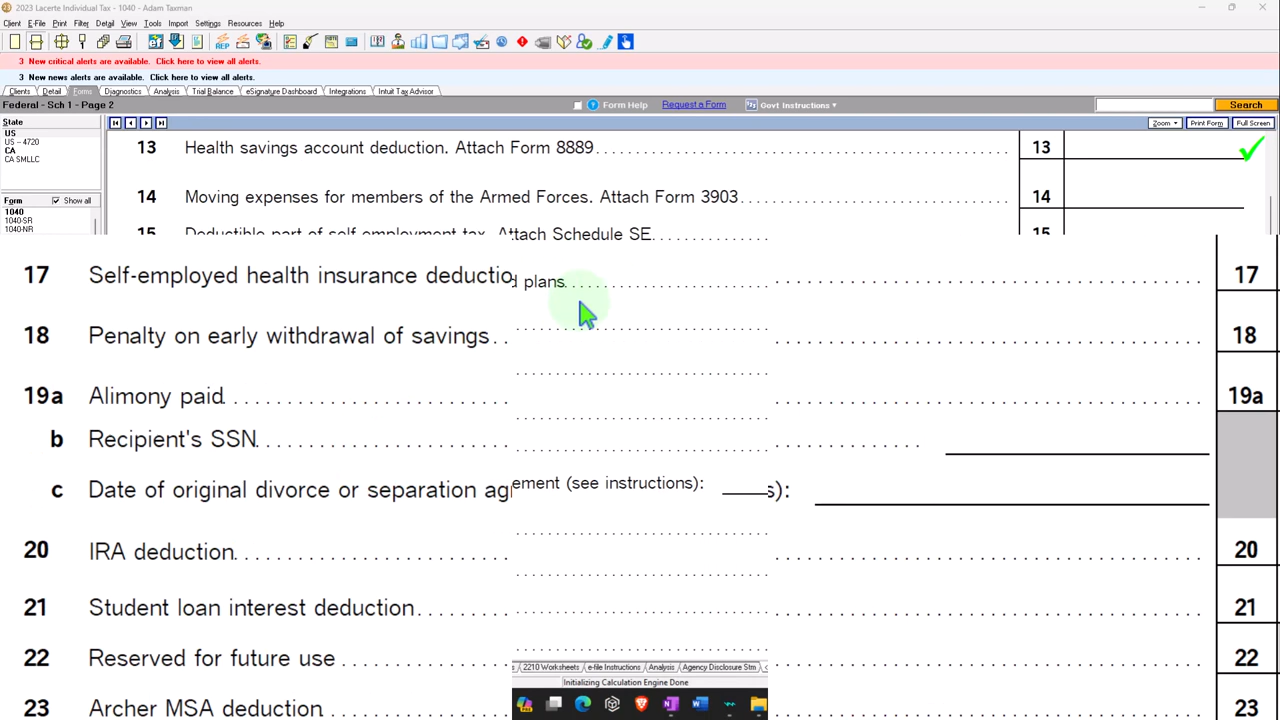 2023 Lacerte Individual Tax - 1040 - Adam Taxman
Client E-File Print Filter Detail View Tools Import Settings Resources Help
3 New critical alerts are available. Click here to view all alerts.
3 New news alerts are available. Click here to view all alerts.
Clients Detail Forms Diagnostics Analysis Trial Balance eSignature Dashboard Integrations Intuit Tax Advisor
Federal - Sch 1 - Page 2 Form Help Request a Form Govt Instructions Search
State Zoom Print Form Full Screen
US
US - 4720
CA
CA SMLLC
Form Show all
1040
1040-SR
1040-NR
13 Health savings account deduction. Attach Form 8889 13
14 Moving expenses for members of the Armed Forces. Attach Form 3903 14
15 Deductible part of self-employment tax. Attach Schedule SE 15
17 Self-employed health insurance deductio d plans 17
18 Penalty on early withdrawal of savings 18
19a Alimony paid 19a
b Recipient's SSN
c Date of original divorce or separation ag ement (see instructions): s):
20 IRA deduction 20
21 Student loan interest deduction 21
22 Reserved for future use 22
2210 Worksheets e-file Instructions Analysis Agency Disclosure Stm
Initializing Calculation Engine Done
23 Archer MSA deduction 23